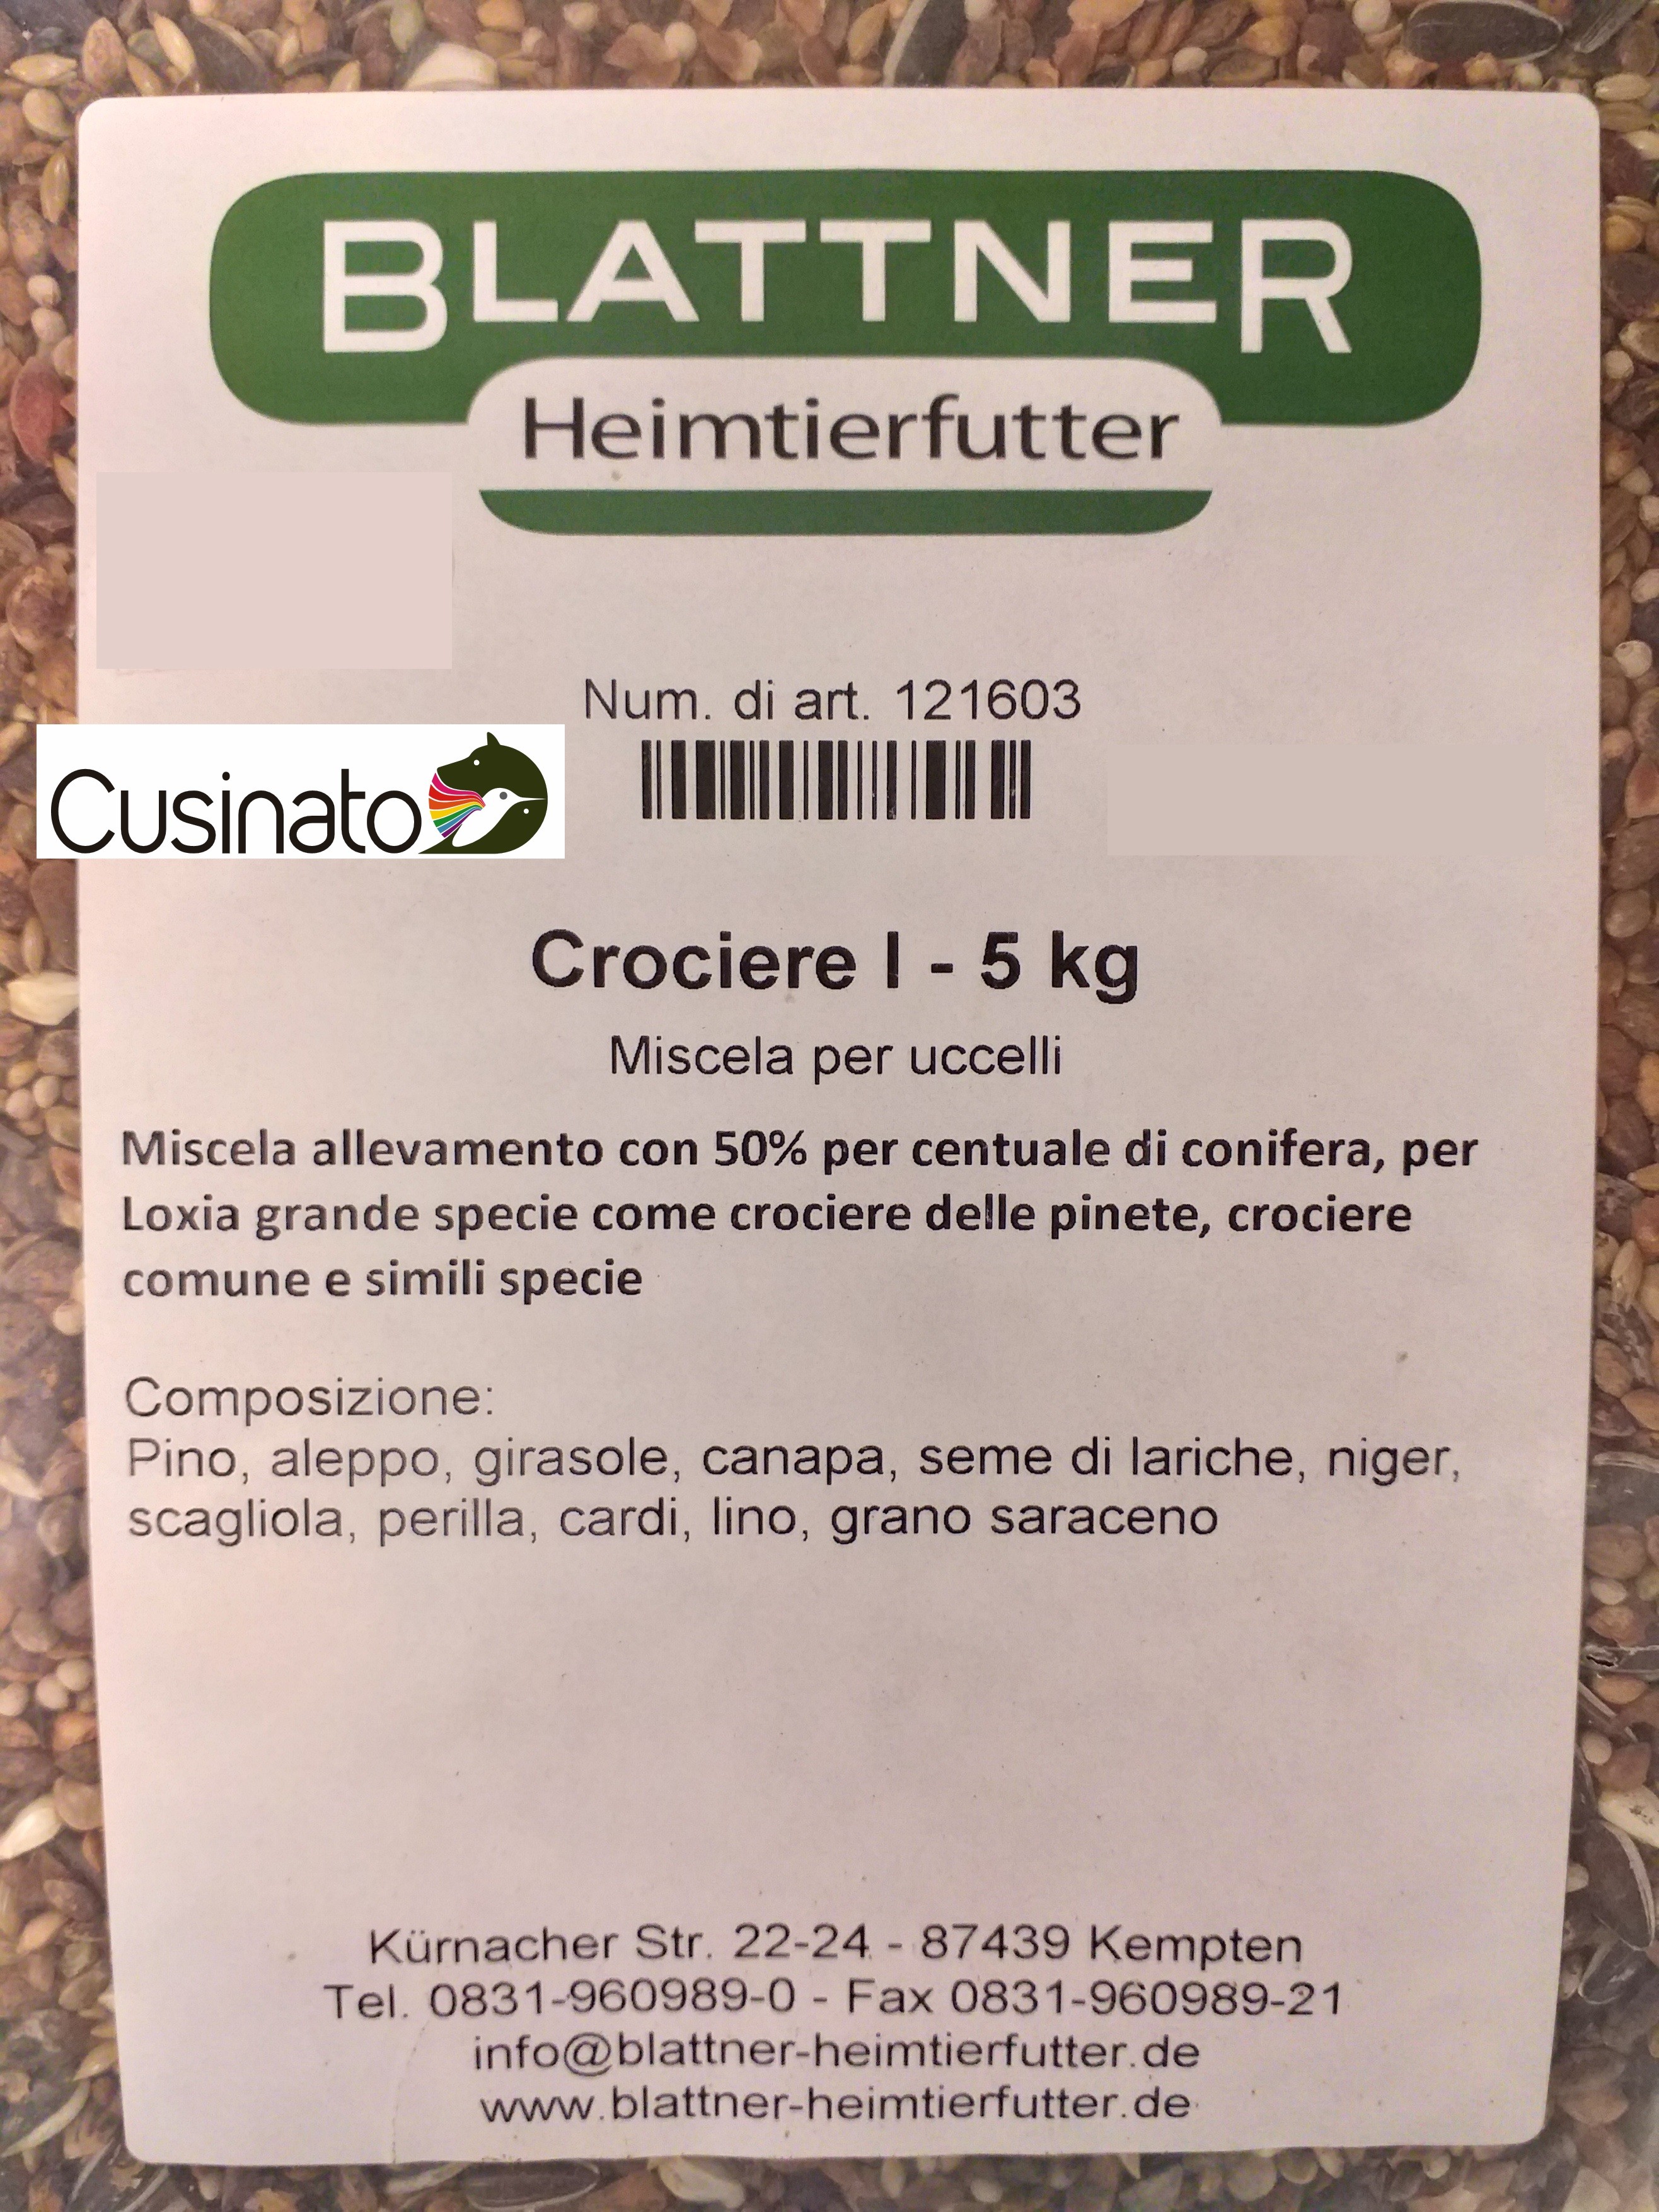 BLATTNER
Heimtierfutter
Num. di art. 121603
Cusinato
Crociere I - 5 kg
Miscela per uccelli
Miscela allevamento con 50% per centuale di conifera, per
Loxia grande specie come crociere delle pinete, crociere
comune e simili specie
Composizione:
Pino, aleppo, girasole, canapa, seme di lariche, niger,
scagliola, perilla, cardi, lino, grano saraceno
Kürnacher Str. 22-24 - 87439 Kempten
Tel. 0831-960989-0 - Fax 0831-960989-21
info@blattner-heimtierfutter.de
www.blattner-heimtierfutter.de